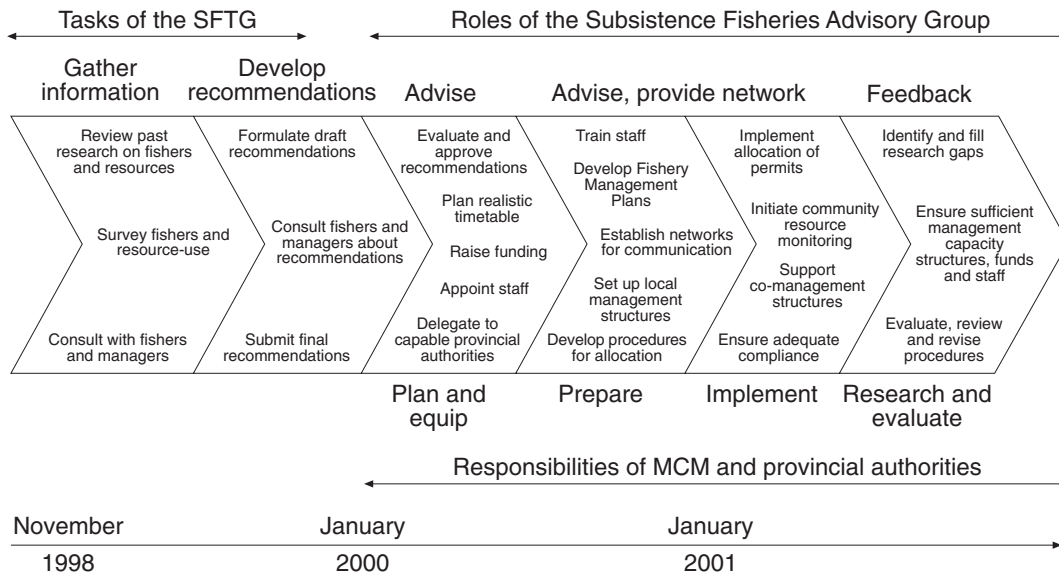 Tasks of the SFTG
Roles of the Subsistence Fisheries Advisory Group
Gather
information
Develop
recommendations
Advise
Advise, provide network
Feedback
Review past
research on fishers
and resources
Survey fishers and
resource-use
Consult with fishers
and managers
Formulate draft
recommendations
Consult fishers and
managers about
recommendations
Submit final
recommendations
Evaluate and
approve
recommendations
Plan realistic
timetable
Raise funding
Appoint staff
Delegate to
capable provincial
authorities
Train staff
Develop Fishery
Management
Plans
Establish networks
for communication
Set up local
management
structures
Develop procedures
for allocation
Implement
allocation of
permits
Initiate community
resource
monitoring
Support
co-management
structures
Ensure adequate
compliance
Identify and fill
research gaps
Ensure sufficient
management
capacity
structures, funds
and staff
Evaluate, review
and revise
procedures
Plan and
equip
Prepare
Implement
Research and
evaluate
Responsibilities of MCM and provincial authorities
November
January
January
1998
2000
2001